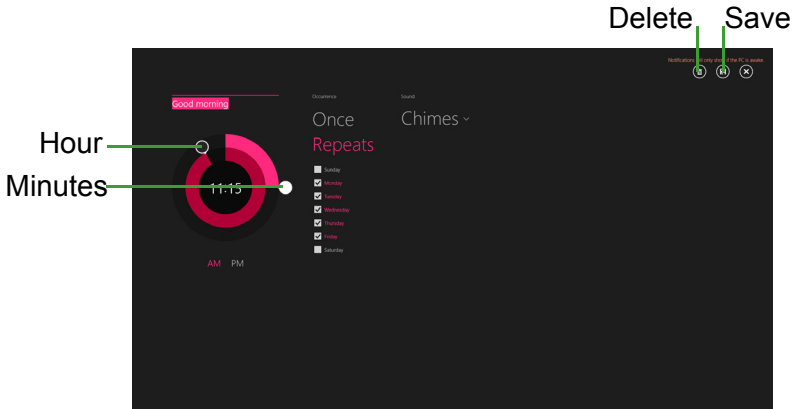 Delete Save
Notifications will only show if the PC is awake
Good morning
Occurrence
Sound
Once
Chimes
Repeats
Hour
Minutes
11:15
Sunday
Monday
Tuesday
Wednesday
Thursday
Friday
Saturday
AM PM